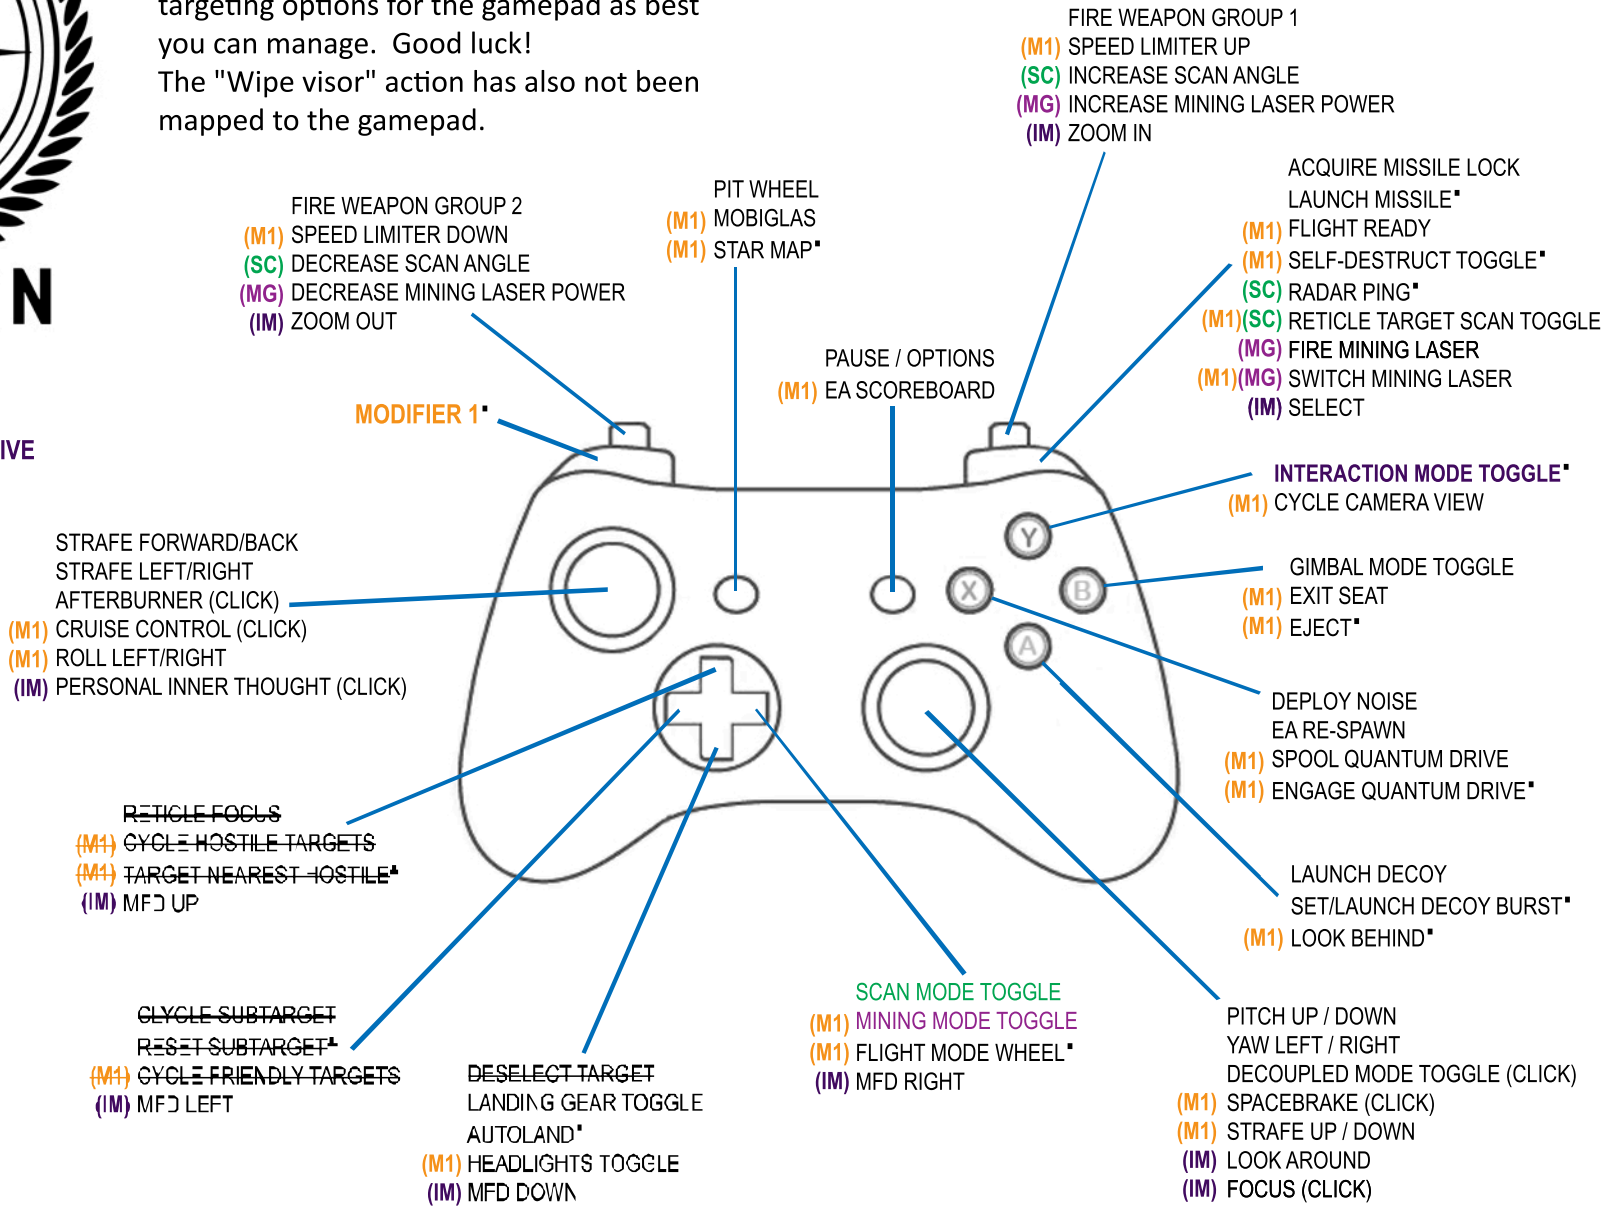 targeting options for the gamepad as best
you can manage.  Good luck!
The "Wipe visor" action has also not been
mapped to the gamepad.
N
IVE
FIRE WEAPON GROUP 1
(M1) SPEED LIMITER UP
(SC) INCREASE SCAN ANGLE
(MG) INCREASE MINING LASER POWER
(IM) ZOOM IN
ACQUIRE MISSILE LOCK
LAUNCH MISSILE▪
(M1) FLIGHT READY
(M1) SELF-DESTRUCT TOGGLE▪
(SC) RADAR PING▪
(M1)(SC) RETICLE TARGET SCAN TOGGLE
(MG) FIRE MINING LASER
(M1)(MG) SWITCH MINING LASER
(IM) SELECT
FIRE WEAPON GROUP 2
(M1) SPEED LIMITER DOWN
(SC) DECREASE SCAN ANGLE
(MG) DECREASE MINING LASER POWER
(IM) ZOOM OUT
PIT WHEEL
(M1) MOBIGLAS
(M1) STAR MAP▪
PAUSE / OPTIONS
(M1) EA SCOREBOARD
MODIFIER 1▪
INTERACTION MODE TOGGLE▪
(M1) CYCLE CAMERA VIEW
Y
X
B
A
GIMBAL MODE TOGGLE
(M1) EXIT SEAT
(M1) EJECT▪
STRAFE FORWARD/BACK
STRAFE LEFT/RIGHT
AFTERBURNER (CLICK)
(M1) CRUISE CONTROL (CLICK)
(M1) ROLL LEFT/RIGHT
(IM) PERSONAL INNER THOUGHT (CLICK)
DEPLOY NOISE
EA RE-SPAWN
(M1) SPOOL QUANTUM DRIVE
(M1) ENGAGE QUANTUM DRIVE▪
RETICLE FOCUS
(M1) CYCLE HOSTILE TARGETS
(M1) TARGET NEAREST HOSTILE▪
(IM) MFD UP
LAUNCH DECOY
SET/LAUNCH DECOY BURST▪
(M1) LOOK BEHIND▪
CLYCLE SUBTARGET
RESET SUBTARGET▪
(M1) CYCLE FRIENDLY TARGETS
(IM) MFD LEFT
DESELECT TARGET
LANDING GEAR TOGGLE
AUTOLAND▪
(M1) HEADLIGHTS TOGGLE
(IM) MFD DOWN
SCAN MODE TOGGLE
(M1) MINING MODE TOGGLE
(M1) FLIGHT MODE WHEEL▪
(IM) MFD RIGHT
PITCH UP / DOWN
YAW LEFT / RIGHT
DECOUPLED MODE TOGGLE (CLICK)
(M1) SPACEBRAKE (CLICK)
(M1) STRAFE UP / DOWN
(IM) LOOK AROUND
(IM) FOCUS (CLICK)